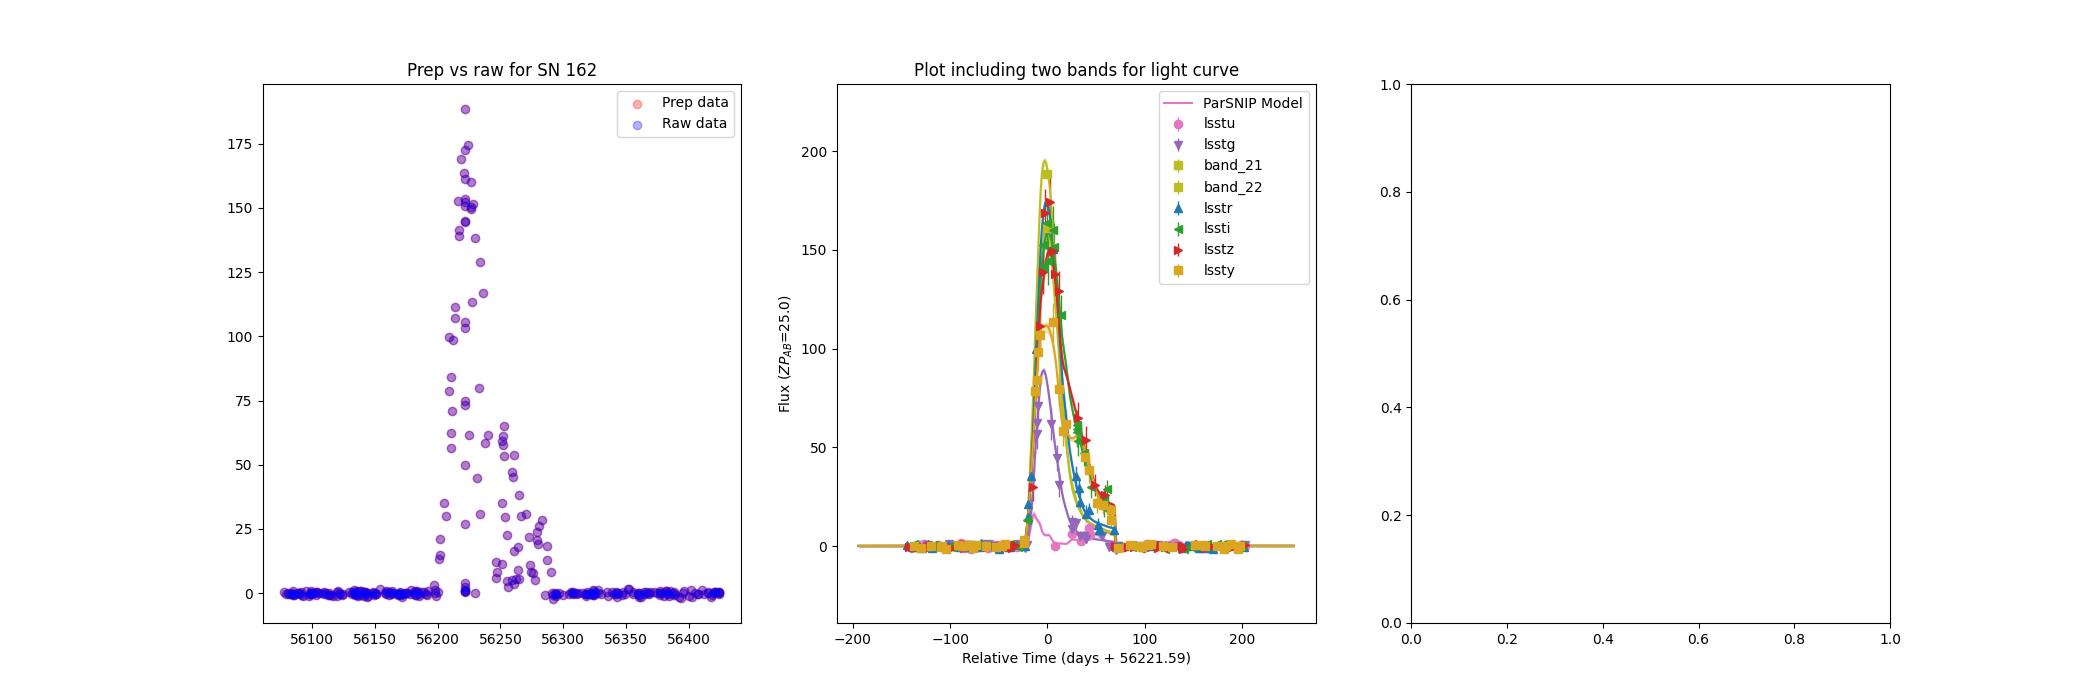 Prep vs raw for SN 162
Prep data
Raw data
175
150
125
100
75
50
25
0
56100 56150 56200 56250 56300 56350 56400
Plot including two bands for light curve
ParSNIP Model
lsstu
lsstg
band_21
band_22
lsstr
lssti
lsstz
lssty
Flux (ZP_AB=25.0)
200
150
100
50
0
−200 −100 0 100 200
Relative Time (days + 56221.59)
1.0
0.8
0.6
0.4
0.2
0.0
0.0 0.2 0.4 0.6 0.8 1.0